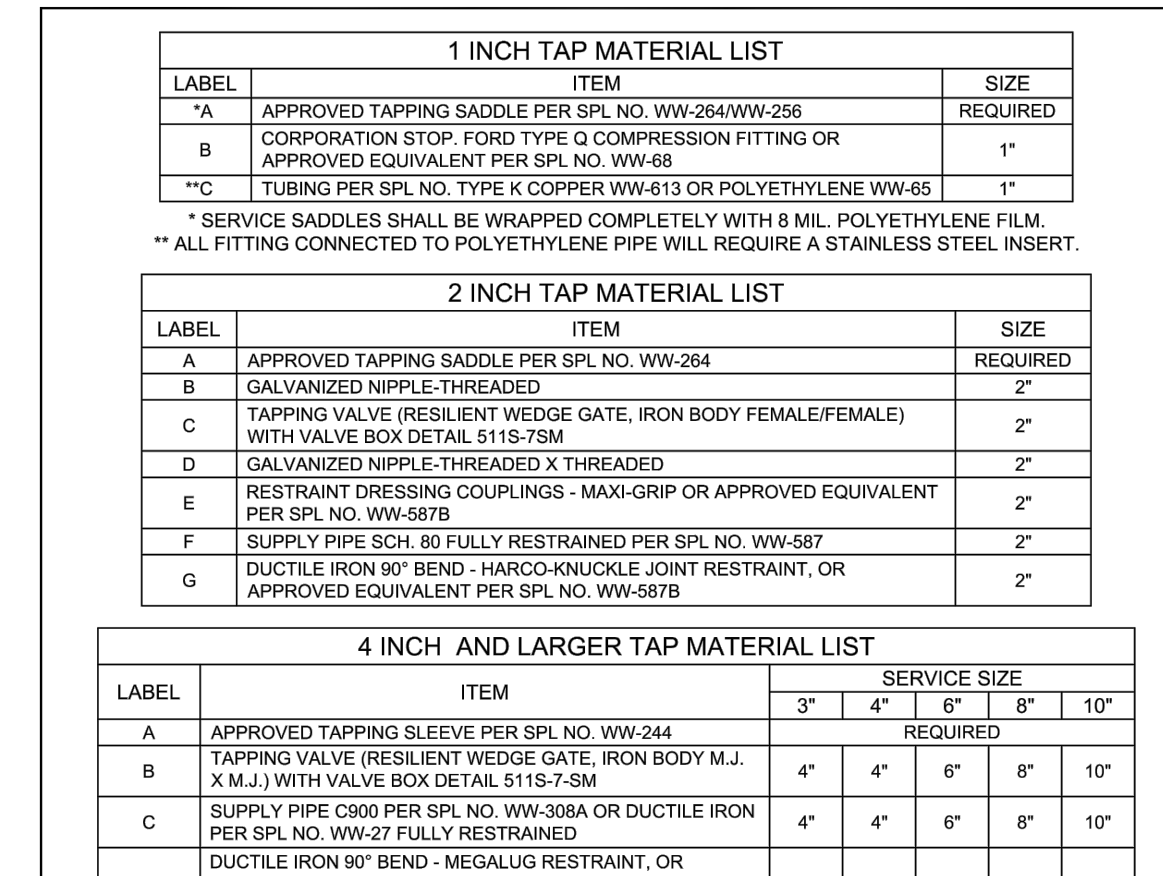 1 INCH TAP MATERIAL LIST
LABEL ITEM SIZE
*A APPROVED TAPPING SADDLE PER SPL NO. WW-264/WW-256 REQUIRED
B CORPORATION STOP. FORD TYPE Q COMPRESSION FITTING OR
APPROVED EQUIVALENT PER SPL NO. WW-68 1"
**C TUBING PER SPL NO. TYPE K COPPER WW-613 OR POLYETHYLENE WW-65 1"
* SERVICE SADDLES SHALL BE WRAPPED COMPLETELY WITH 8 MIL. POLYETHYLENE FILM.
** ALL FITTING CONNECTED TO POLYETHYLENE PIPE WILL REQUIRE A STAINLESS STEEL INSERT.
2 INCH TAP MATERIAL LIST
LABEL ITEM SIZE
A APPROVED TAPPING SADDLE PER SPL NO. WW-264 REQUIRED
B GALVANIZED NIPPLE-THREADED 2"
C TAPPING VALVE (RESILIENT WEDGE GATE, IRON BODY FEMALE/FEMALE)
WITH VALVE BOX DETAIL 511S-7SM 2"
D GALVANIZED NIPPLE-THREADED X THREADED 2"
E RESTRAINT DRESSING COUPLINGS - MAXI-GRIP OR APPROVED EQUIVALENT
PER SPL NO. WW-587B 2"
F SUPPLY PIPE SCH. 80 FULLY RESTRAINED PER SPL NO. WW-587 2"
G DUCTILE IRON 90° BEND - HARCO-KNUCKLE JOINT RESTRAINT, OR
APPROVED EQUIVALENT PER SPL NO. WW-587B 2"
4 INCH AND LARGER TAP MATERIAL LIST
LABEL ITEM SERVICE SIZE
3" 4" 6" 8" 10"
A APPROVED TAPPING SLEEVE PER SPL NO. WW-244 REQUIRED
B TAPPING VALVE (RESILIENT WEDGE GATE, IRON BODY M.J.
X M.J.) WITH VALVE BOX DETAIL 511S-7-SM 4" 4" 6" 8" 10"
C SUPPLY PIPE C900 PER SPL NO. WW-308A OR DUCTILE IRON
PER SPL NO. WW-27 FULLY RESTRAINED 4" 4" 6" 8" 10"
DUCTILE IRON 90° BEND - MEGALUG RESTRAINT, OR